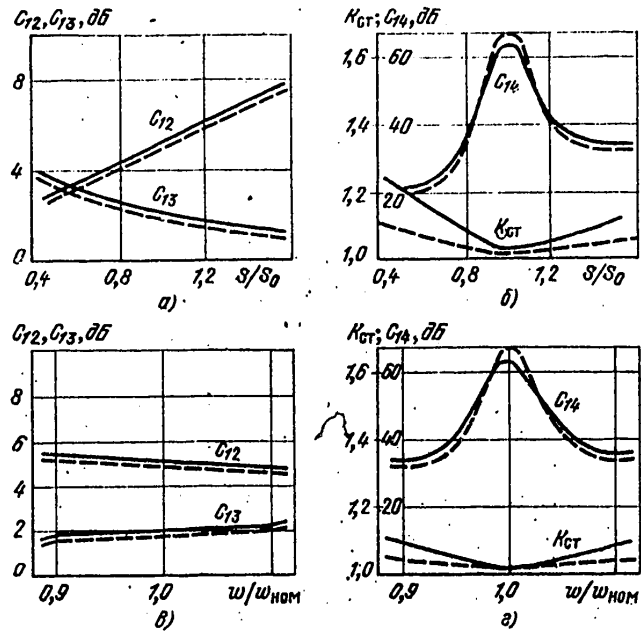 C12, C13, дБ
8
4
0
C12
C13
0,4 0,8 1,2 S/S0
а)
Kст; C14, дБ
1,6 60
1,4 40
1,2 20
1,0
C14
Kст
0,4 0,8 1,2 S/S0
б)
C12, C13, дБ
8
6
4
2
0
C12
C13
0,9 1,0 w/wном
в)
Kст; C14, дБ
1,6 60
1,4 40
1,2 20
1,0
C14
Kст
0,9 1,0 w/wном
г)